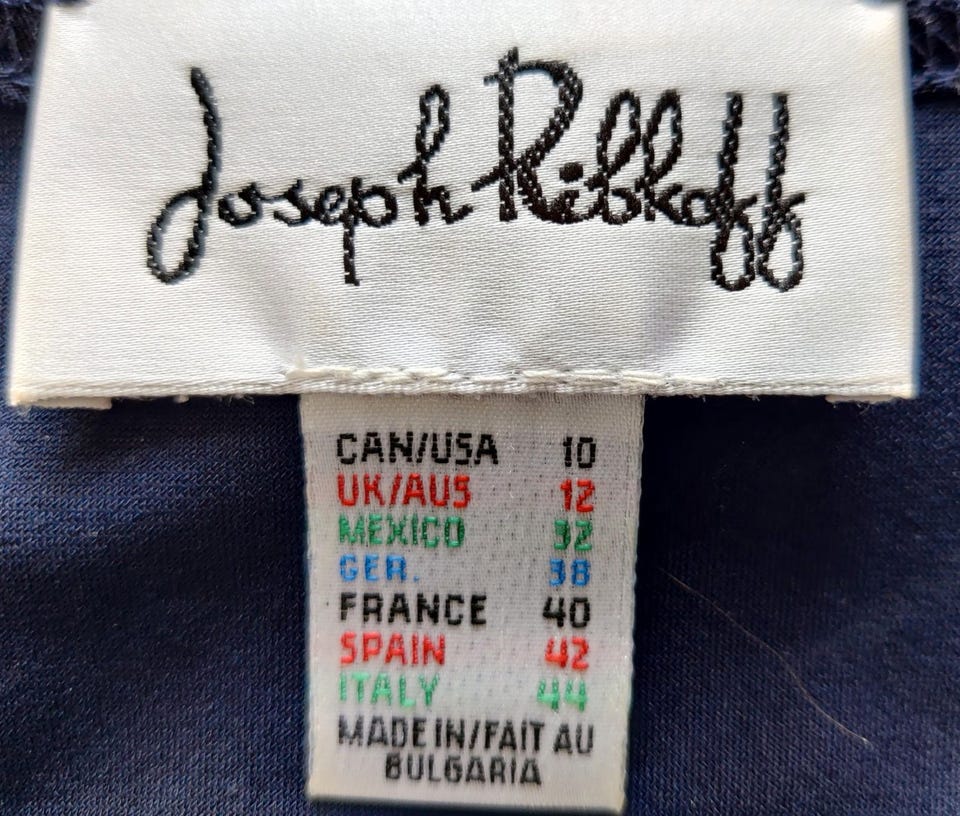 Joseph Ribkoff
CAN/USA 10
UK/AUS 12
MEXICO 32
GER. 38
FRANCE 40
SPAIN 42
ITALY 44
MADE IN/FAIT AU
BULGARIA